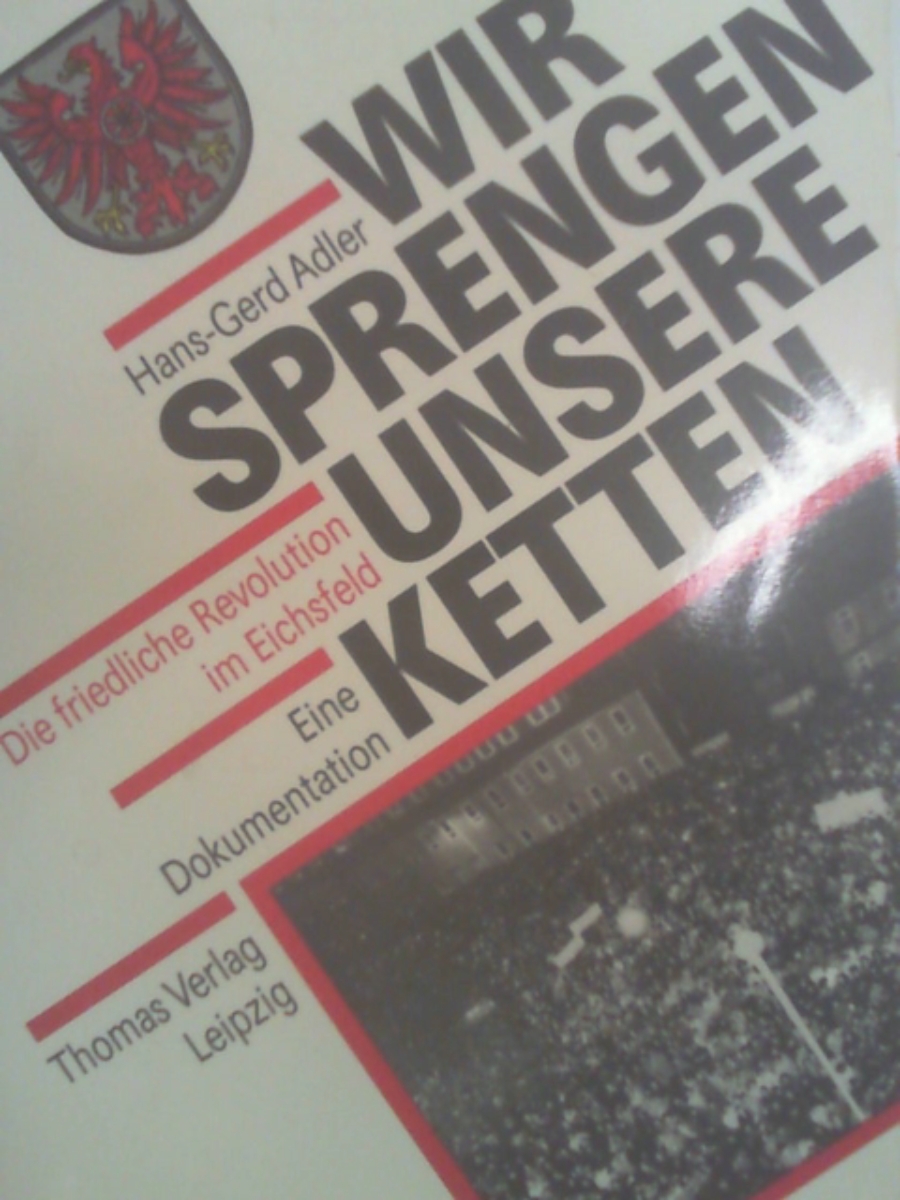 Hans-Gerd Adler
WIR
SPRENGEN
UNSERE
KETTEN
Die friedliche Revolution
im Eichsfeld
Eine
Dokumentation
Thomas Verlag
Leipzig